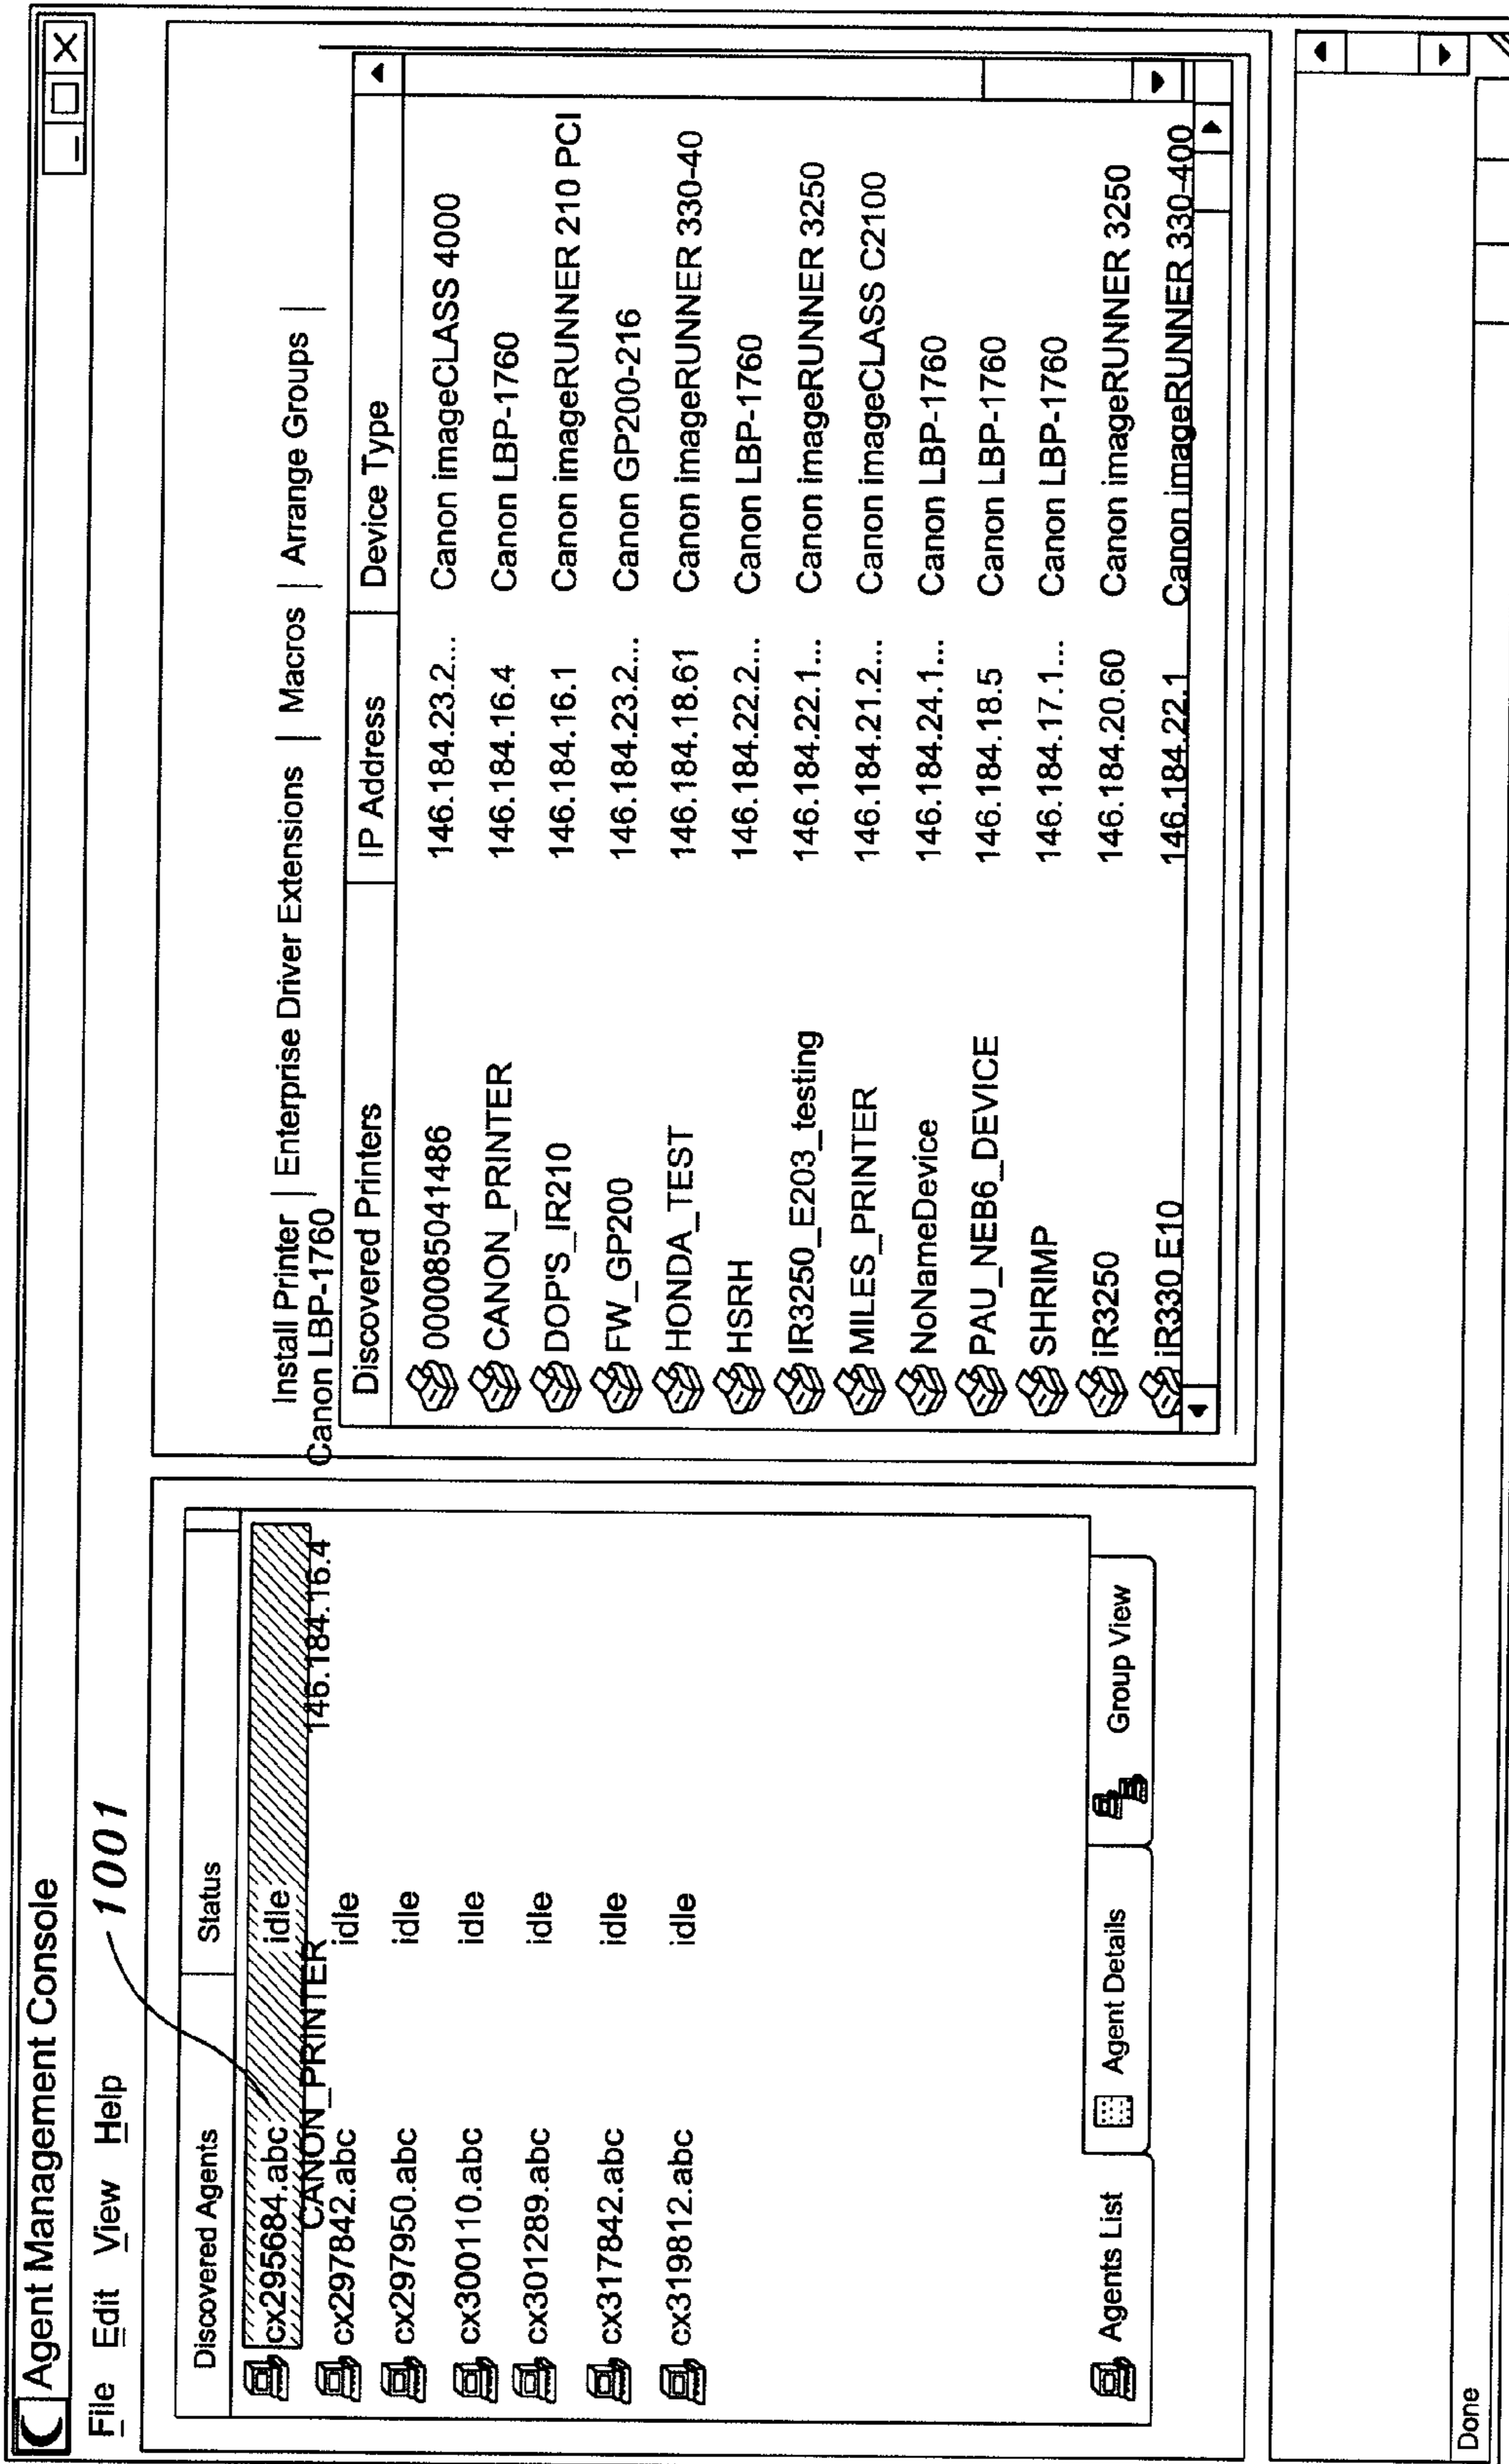 Agent Management Console
File Edit View Help
1001
Discovered Agents Status
cx295684.abc idle
CANON_PRINTER 146.184.16.4
cx297842.abc idle
cx297950.abc idle
cx300110.abc idle
cx301289.abc idle
cx317842.abc idle
cx319812.abc idle
Agents List Agent Details Group View
Install Printer | Enterprise Driver Extensions | Macros | Arrange Groups |
Canon LBP-1760
Discovered Printers IP Address Device Type
00085041486 146.184.23.2... Canon imageCLASS 4000
CANON_PRINTER 146.184.16.4 Canon LBP-1760
DOP'S_IR210 146.184.16.1 Canon imageRUNNER 210 PCI
FW_GP200 146.184.23.2... Canon GP200-216
HONDA_TEST 146.184.18.61 Canon imageRUNNER 330-40
HSRH 146.184.22.2... Canon LBP-1760
IR3250_E203_testing 146.184.22.1... Canon imageRUNNER 3250
MILES_PRINTER 146.184.21.2... Canon imageCLASS C2100
NoNameDevice 146.184.24.1... Canon LBP-1760
PAU_NEB6_DEVICE 146.184.18.5 Canon LBP-1760
SHRIMP 146.184.17.1... Canon LBP-1760
iR3250 146.184.20.60 Canon imageRUNNER 3250
iR330 E10 146.184.22.1 Canon imageRUNNER 330-400
Done